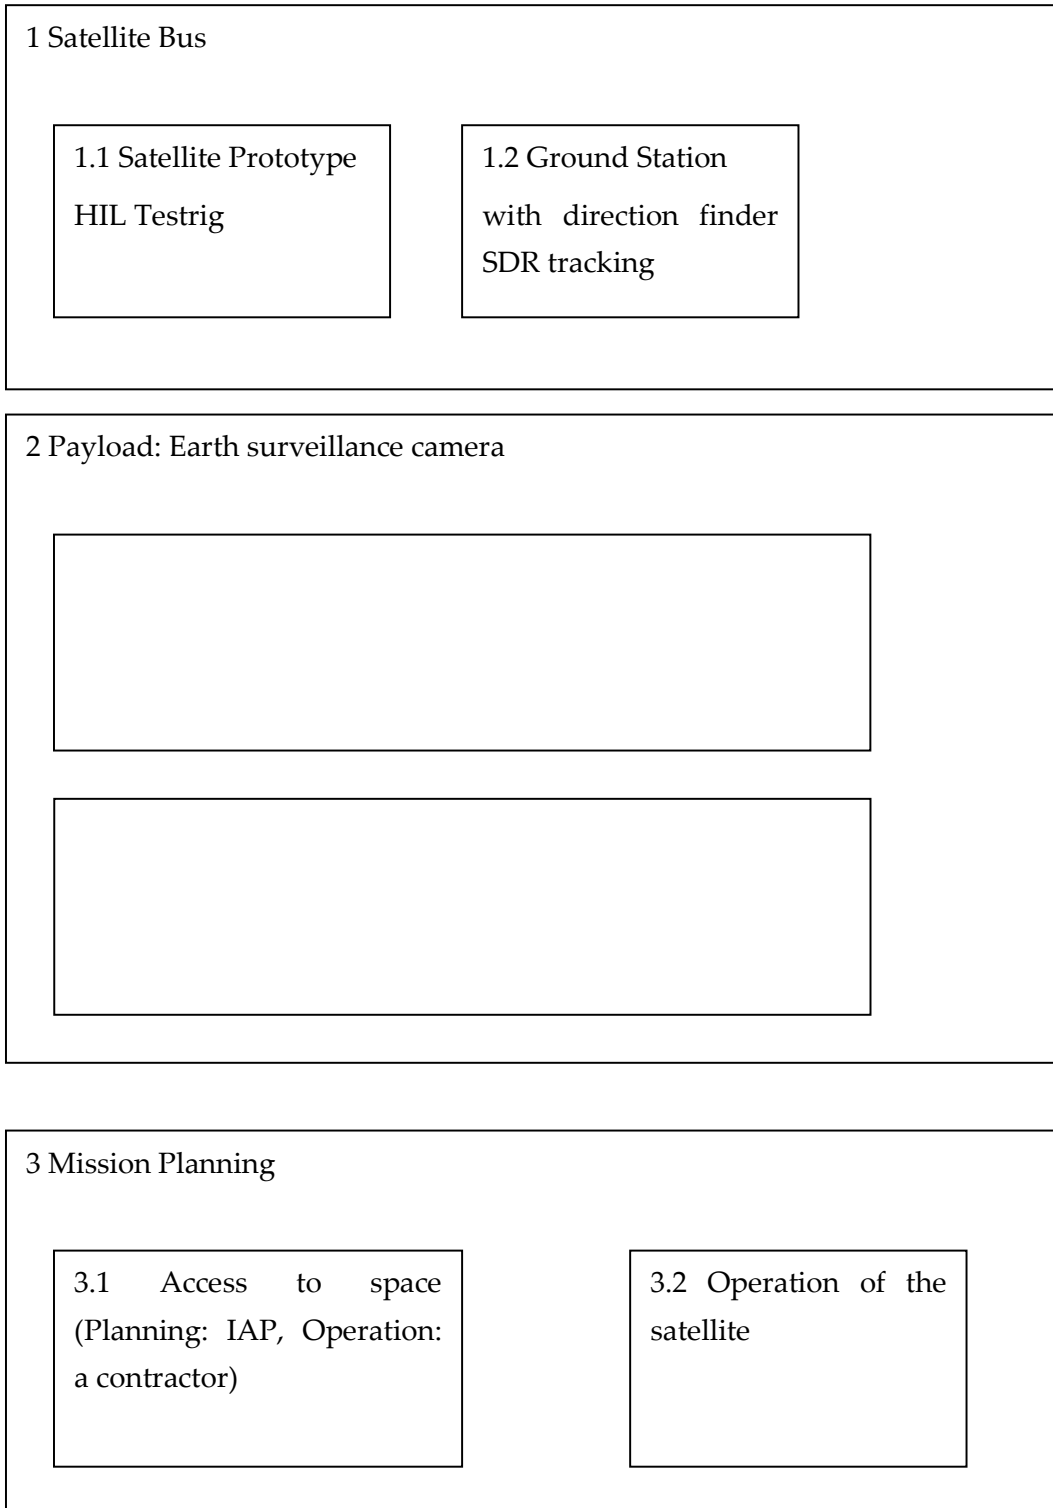 1 Satellite Bus
1.1 Satellite Prototype
HIL Testrig
1.2 Ground Station
with direction finder
SDR tracking
2 Payload: Earth surveillance camera
3 Mission Planning
3.1 Access to space
(Planning: IAP, Operation:
a contractor)
3.2 Operation of the
satellite